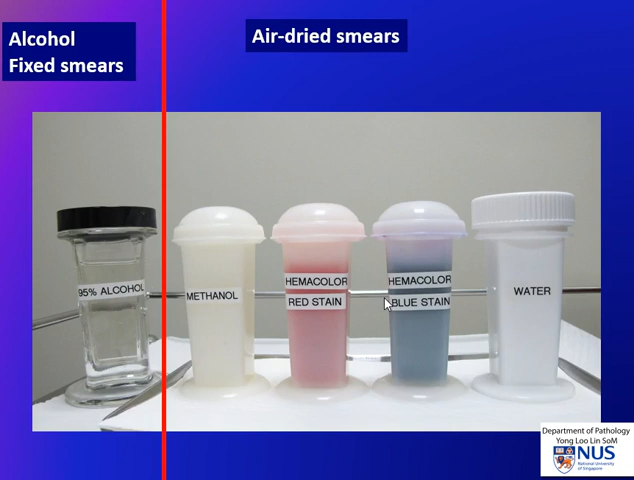 Alcohol
Fixed smears
Air-dried smears
95% ALCOHOL
METHANOL
HEMACOLOR
RED STAIN
HEMACOLOR
BLUE STAIN
WATER
Department of Pathology
Yong Loo Lin SoM
NUS
National University
of Singapore